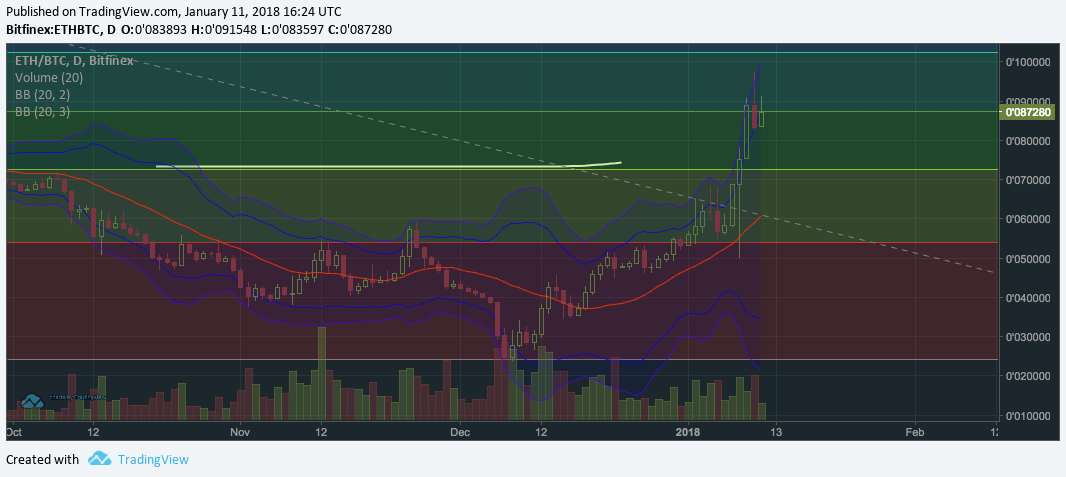 Published on TradingView.com, January 11, 2018 16:24 UTC
Bitfinex:ETHBTC, D O:0'083893 H:0'091548 L:0'083597 C:0'087280
ETH/BTC, D, Bitfinex
Volume (20)
BB (20, 2)
BB (20, 3)
0'100000
0'090000
0'087280
0'080000
0'070000
0'060000
0'050000
0'040000
0'030000
0'020000
0'010000
charts by TradingView
Oct 12 Nov 12 Dec 12 2018 13 Feb 12
Created with TradingView